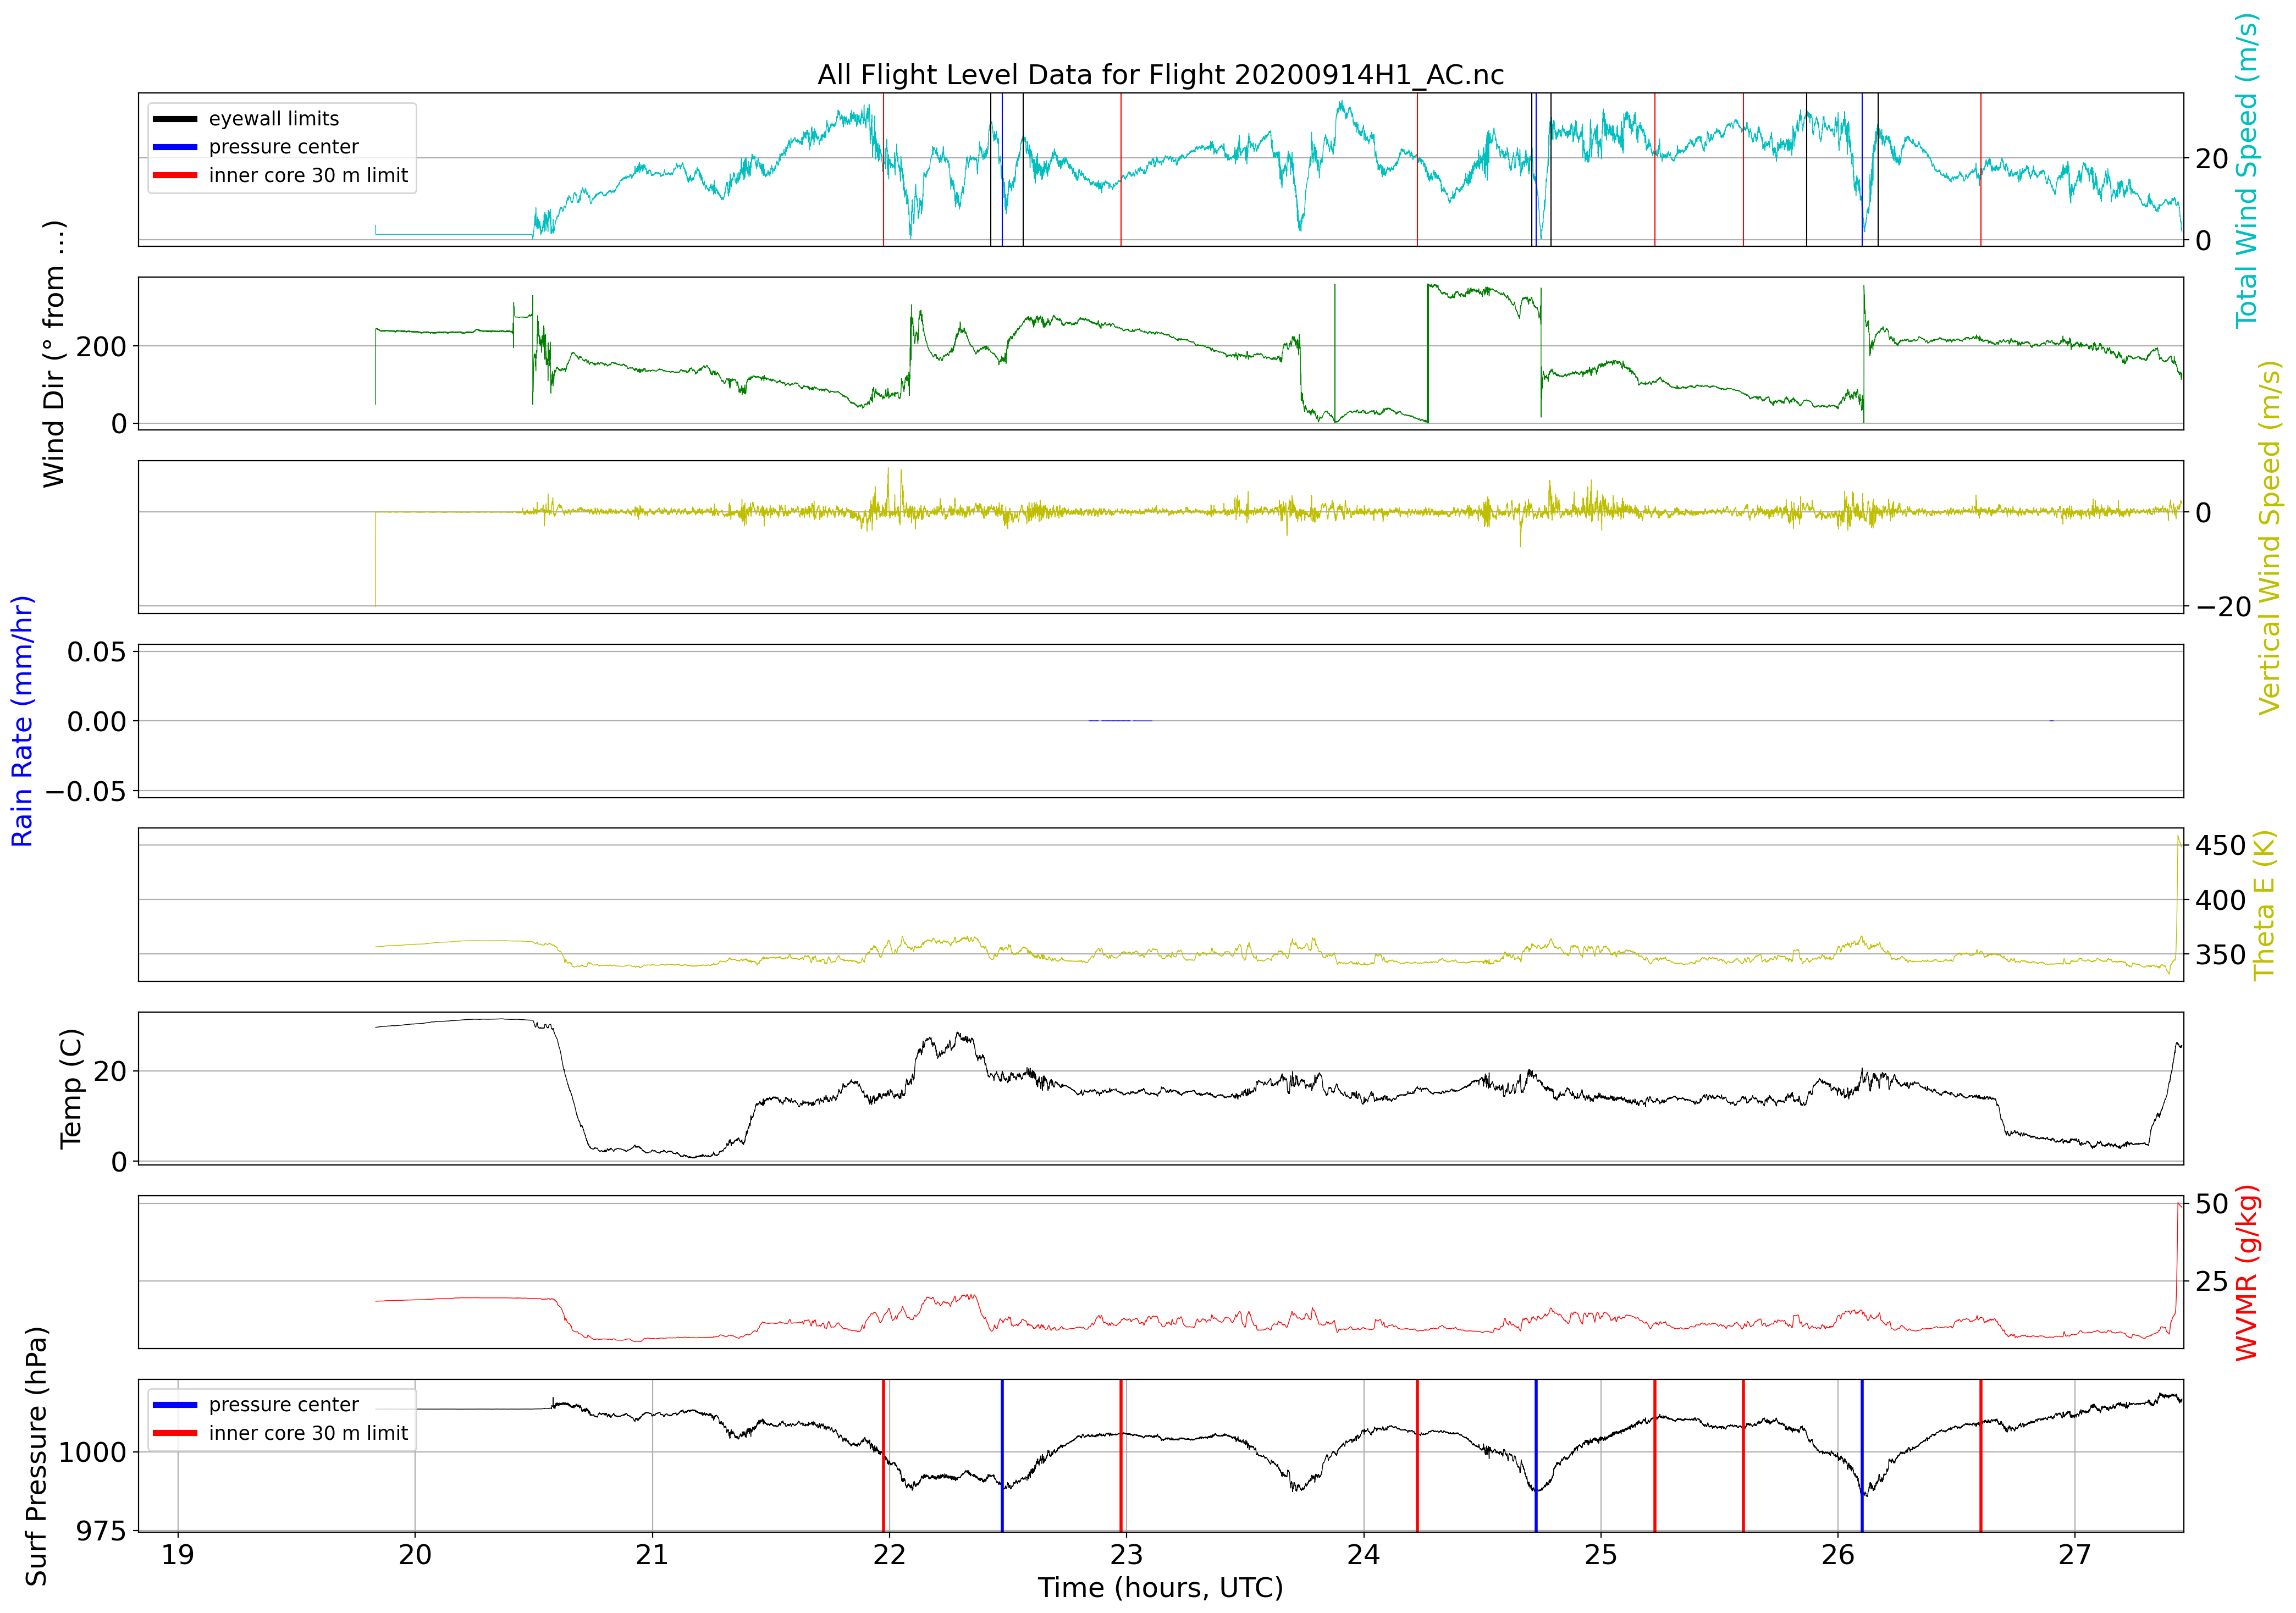 All Flight Level Data for Flight 20200914H1_AC.nc
eyewall limits
pressure center
inner core 30 m limit
20
0
Total Wind Speed (m/s)
Wind Dir (° from ...)
200
0
0
−20
Vertical Wind Speed (m/s)
Rain Rate (mm/hr)
0.05
0.00
−0.05
450
400
350
Theta E (K)
Temp (C)
20
0
50
25
WVMR (g/kg)
Surf Pressure (hPa)
pressure center
inner core 30 m limit
1000
975
19 20 21 22 23 24 25 26 27
Time (hours, UTC)